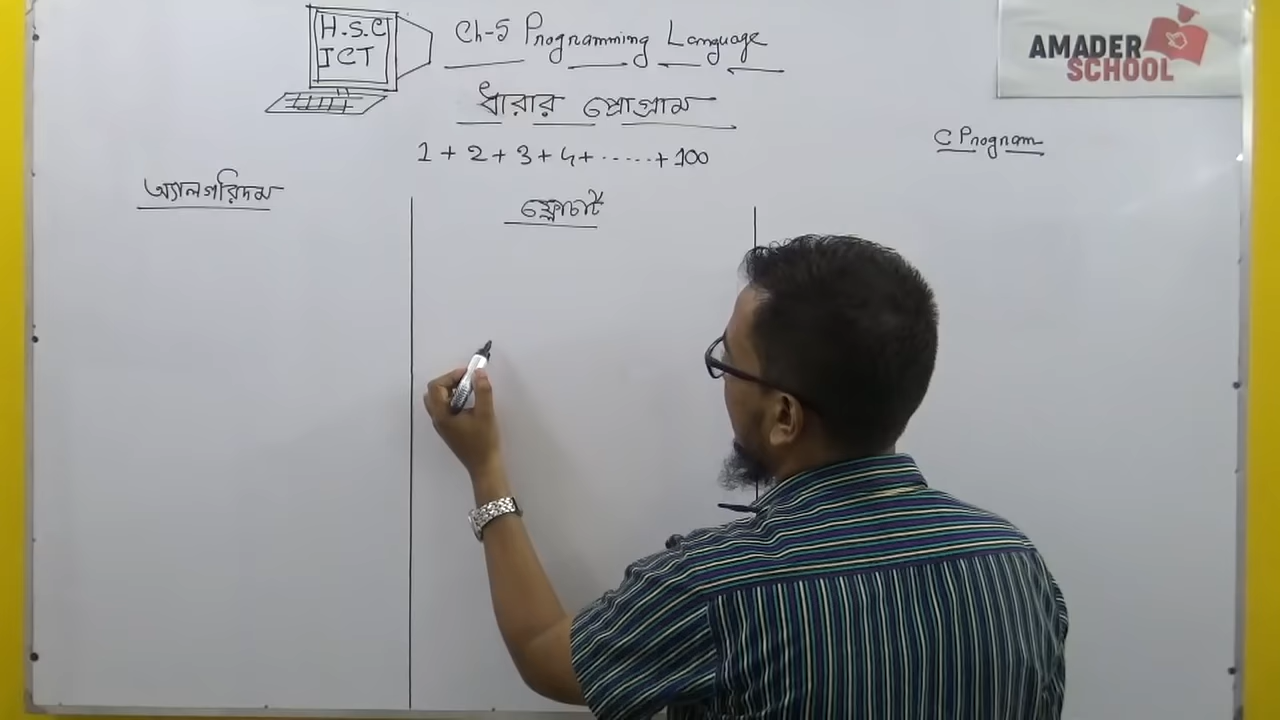 H.S.C
ICT
Ch-5 Programming Language
AMADER
SCHOOL
ধারার প্রোগ্রাম
1 + 2 + 3 + 4 + ...... + 100
C Program
অ্যালগরিদম
ফ্লোচার্ট